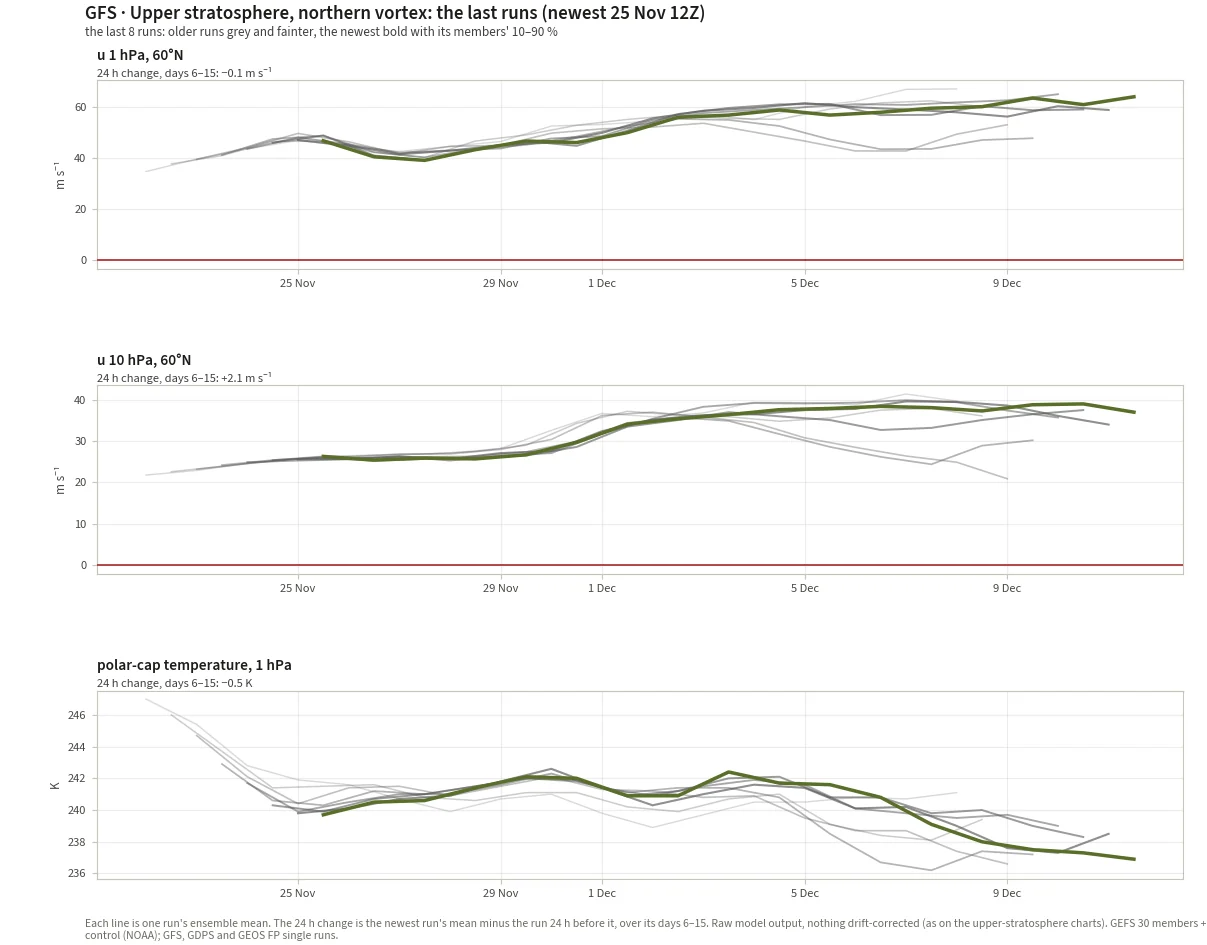 GFS · Upper stratosphere, northern vortex: the last runs (newest 25 Nov 12Z)
the last 8 runs: older runs grey and fainter, the newest bold with its members' 10–90 %
u 1 hPa, 60°N
24 h change, days 6–15: −0.1 m s⁻¹
60
40
20
0
m s⁻¹
25 Nov
29 Nov
1 Dec
5 Dec
9 Dec
u 10 hPa, 60°N
24 h change, days 6–15: +2.1 m s⁻¹
40
30
20
10
0
m s⁻¹
25 Nov
29 Nov
1 Dec
5 Dec
9 Dec
polar-cap temperature, 1 hPa
24 h change, days 6–15: −0.5 K
246
244
242
240
238
236
K
25 Nov
29 Nov
1 Dec
5 Dec
9 Dec
Each line is one run's ensemble mean. The 24 h change is the newest run's mean minus the run 24 h before it, over its days 6–15. Raw model output, nothing drift-corrected (as on the upper-stratosphere charts). GEFS 30 members +
control (NOAA); GFS, GDPS and GEOS FP single runs.